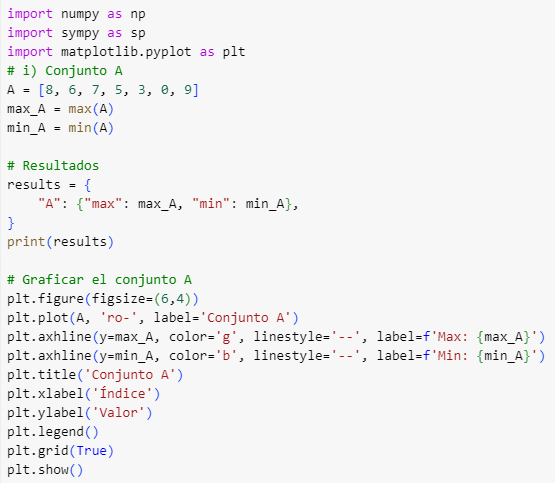 import numpy as np
import sympy as sp
import matplotlib.pyplot as plt
# i) Conjunto A
A = [8, 6, 7, 5, 3, 0, 9]
max_A = max(A)
min_A = min(A)

# Resultados
results = {
    "A": {"max": max_A, "min": min_A},
}
print(results)

# Graficar el conjunto A
plt.figure(figsize=(6,4))
plt.plot(A, 'ro-', label='Conjunto A')
plt.axhline(y=max_A, color='g', linestyle='--', label=f'Max: {max_A}')
plt.axhline(y=min_A, color='b', linestyle='--', label=f'Min: {min_A}')
plt.title('Conjunto A')
plt.xlabel('Índice')
plt.ylabel('Valor')
plt.legend()
plt.grid(True)
plt.show()